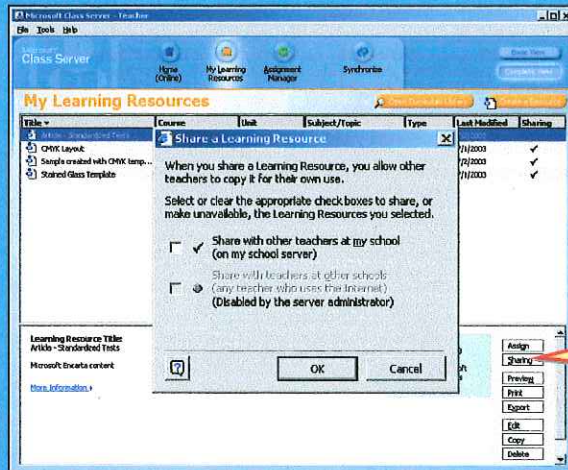 Microsoft Class Server - Teacher
File Tools Help
Microsoft
Class Server
Home
(Online)
My Learning
Resources
Assignment
Manager
Synchronize
My Learning Resources
Title Course Unit Subject/Topic Type Last Modified Sharing
Article - Standardized Tests
CMYK Layout
Sample created with CMYK temp...
Stained Glass Template
/1/2003
/2/2003
/1/2003
Share a Learning Resource
When you share a Learning Resource, you allow other
teachers to copy it for their own use.
Select or clear the appropriate check boxes to share, or
make unavailable, the Learning Resources you selected.
Share with other teachers at my school
(on my school server)
Share with teachers at other schools
(any teacher who uses the Internet)
(Disabled by the server administrator)
OK Cancel
Learning Resource Title:
Article - Standardized Tests
Microsoft Encarta content
More Information
Assign
Sharing
Preview
Print
Export
Edit
Copy
Delete